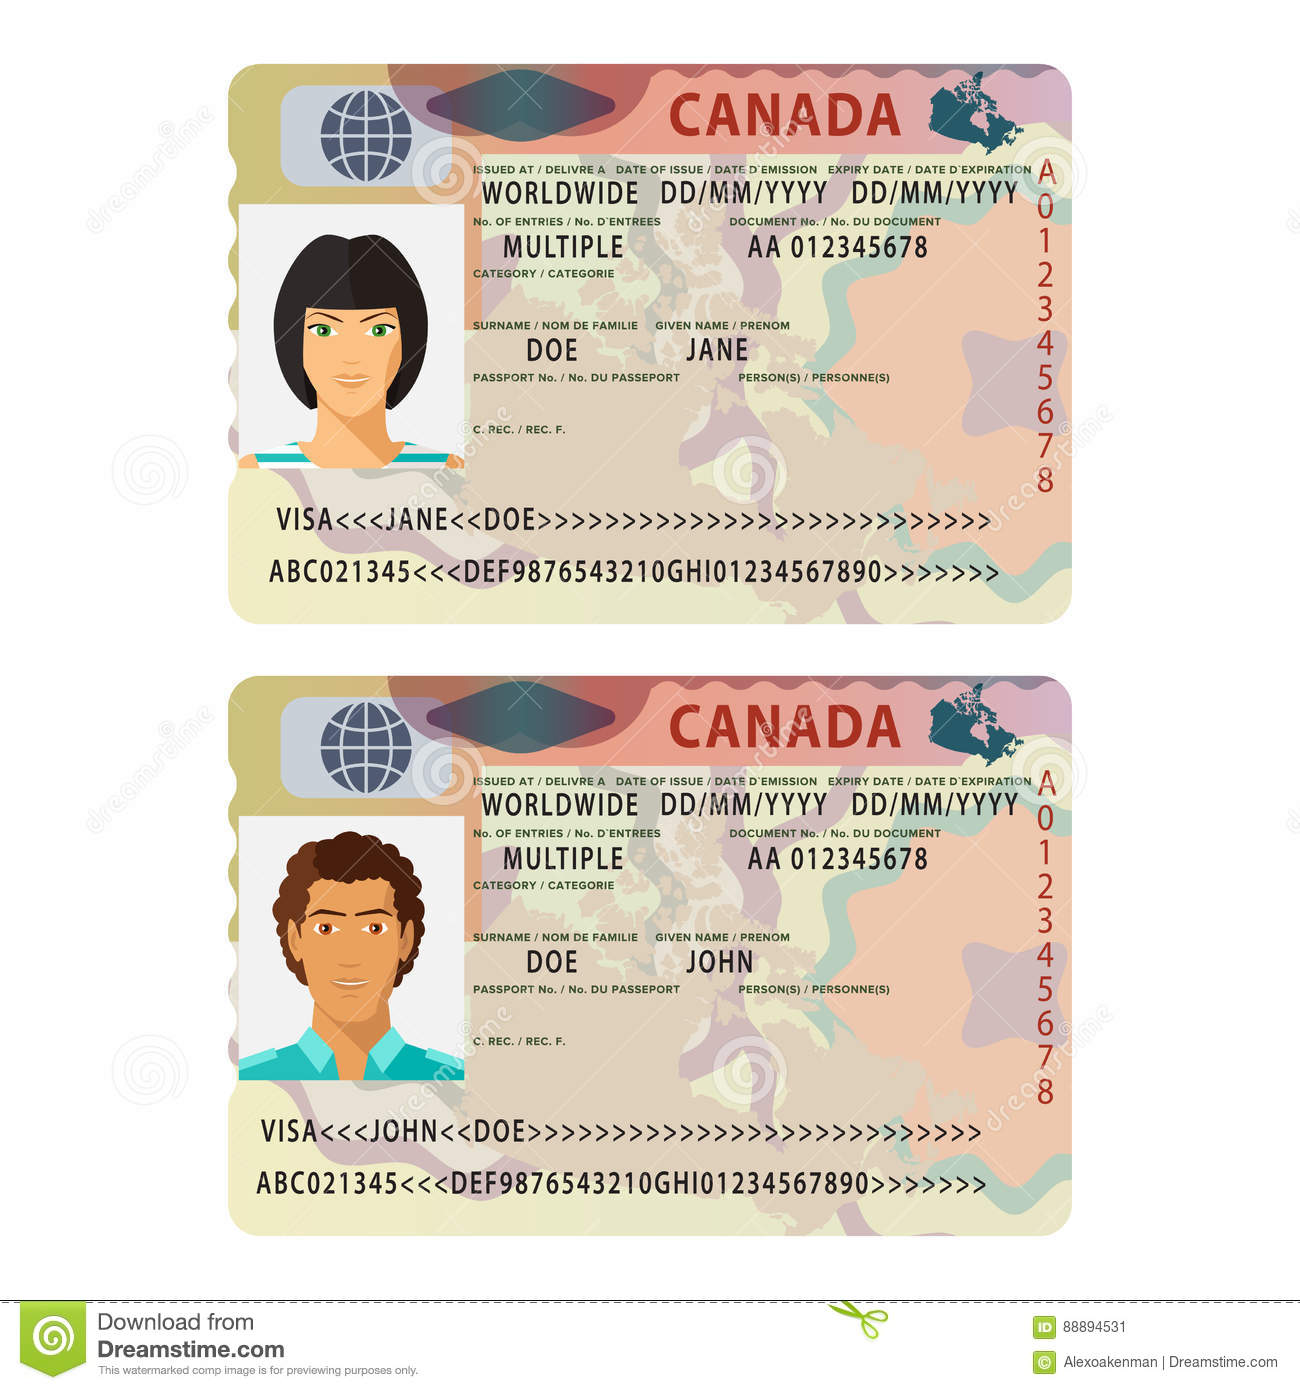 CANADA
ISSUED AT / DELIVRE A DATE OF ISSUE / DATE D`EMISSION EXPIRY DATE / DATE D`EXPIRATION
WORLDWIDE DD/MM/YYYY DD/MM/YYYY
No. OF ENTRIES / No. D`ENTREES DOCUMENT No. / No. DU DOCUMENT
MULTIPLE AA 012345678
CATEGORY / CATEGORIE
SURNAME / NOM DE FAMILIE GIVEN NAME / PRENOM
DOE JANE
PASSPORT No. / No. DU PASSEPORT PERSON(S) / PERSONNE(S)
C. REC. / REC. F.
A012345678
VISA<<<JANE<<DOE>>>>>>>>>>>>>>>>>>>>>>>>>>>
ABC021345<<<DEF9876543210GHI01234567890>>>>>>>
CANADA
ISSUED AT / DELIVRE A DATE OF ISSUE / DATE D`EMISSION EXPIRY DATE / DATE D`EXPIRATION
WORLDWIDE DD/MM/YYYY DD/MM/YYYY
No. OF ENTRIES / No. D`ENTREES DOCUMENT No. / No. DU DOCUMENT
MULTIPLE AA 012345678
CATEGORY / CATEGORIE
SURNAME / NOM DE FAMILIE GIVEN NAME / PRENOM
DOE JOHN
PASSPORT No. / No. DU PASSEPORT PERSON(S) / PERSONNE(S)
C. REC. / REC. F.
A012345678
VISA<<<JOHN<<DOE>>>>>>>>>>>>>>>>>>>>>>>>>>>
ABC021345<<<DEF9876543210GHI01234567890>>>>>>>
Download from
Dreamstime.com
This watermarked comp image is for previewing purposes only.
ID 88894531
© Alexoakenman | Dreamstime.com